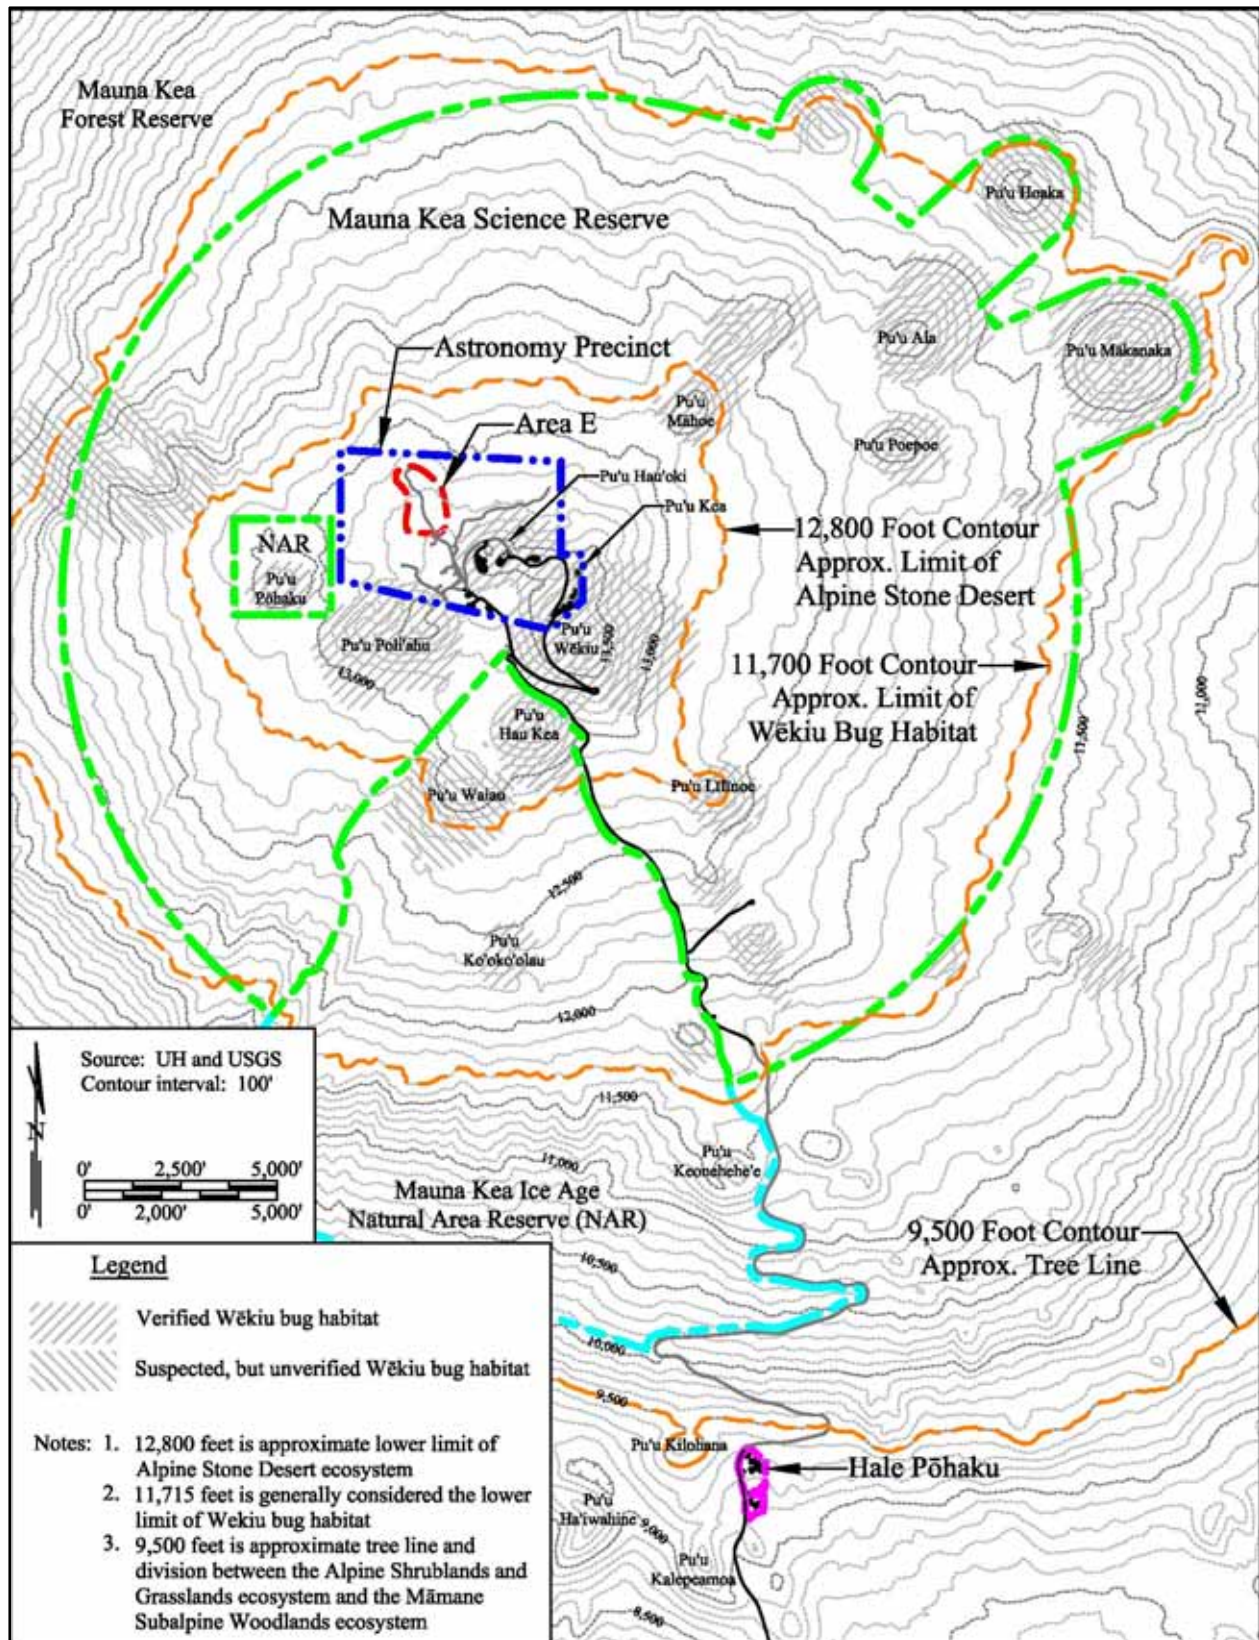 Mauna Kea
Forest Reserve
Mauna Kea Science Reserve
Pu'u Hoaka
Pu'u Ala
Pu'u Mākanaka
Astronomy Precinct
Pu'u
Māhoe
Area E
Pu'u Poepoe
Pu'u Hau'oki
Pu'u Kea
12,800 Foot Contour
Approx. Limit of
Alpine Stone Desert
NAR
Pu'u
Pōhaku
Pu'u Poli'ahu
Pu'u
Wēkiu
13,500
13,000
13,000
11,700 Foot Contour
Approx. Limit of
Wēkiu Bug Habitat
11,000
11,500
Pu'u
Hau Kea
Pu'u Waiau
Pu'u Līlīnoe
12,500
Pu'u
Ko'oko'olau
12,000
Source: UH and USGS
Contour interval: 100'
N
0' 2,500' 5,000'
0' 2,000' 5,000'
11,500
11,000
Pu'u
Keonehehe'e
Mauna Kea Ice Age
Natural Area Reserve (NAR)
9,500 Foot Contour
Approx. Tree Line
10,500
10,000
9,500
Legend
Verified Wēkiu bug habitat
Suspected, but unverified Wēkiu bug habitat
Notes: 1. 12,800 feet is approximate lower limit of
Alpine Stone Desert ecosystem
2. 11,715 feet is generally considered the lower
limit of Wekiu bug habitat
3. 9,500 feet is approximate tree line and
division between the Alpine Shrublands and
Grasslands ecosystem and the Māmane
Subalpine Woodlands ecosystem
Pu'u Kilohana
Hale Pōhaku
Pu'u
Ha'iwahine
9,000
Pu'u
Kalepeamoa
8,500